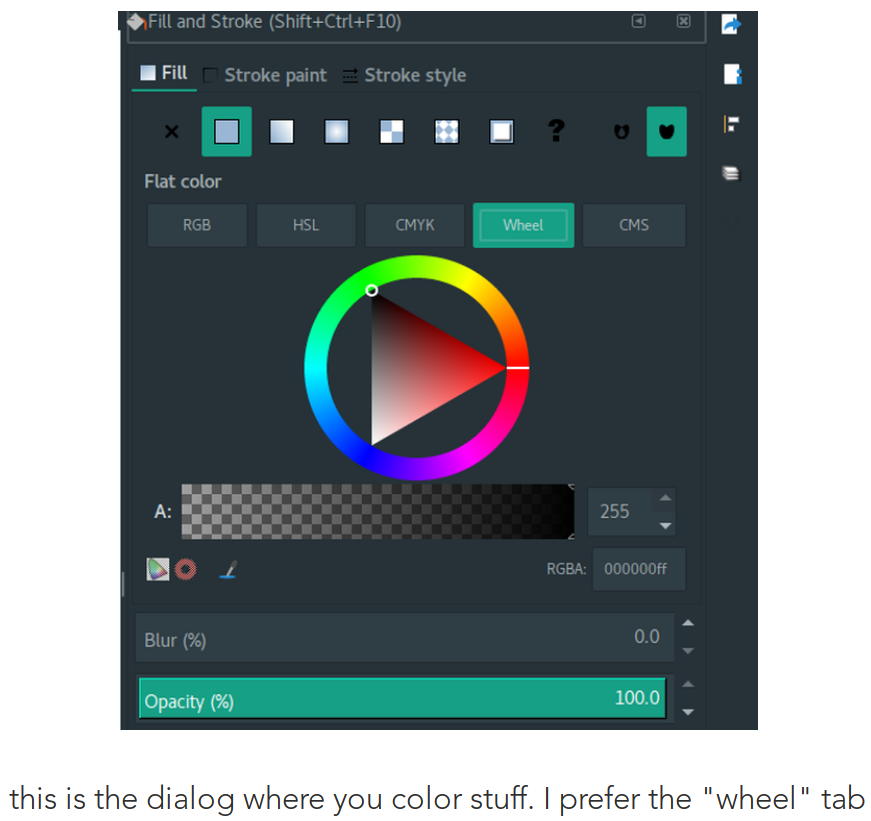 Fill and Stroke (Shift+Ctrl+F10)
Fill Stroke paint Stroke style
?
Flat color
RGB HSL CMYK Wheel CMS
A: 255
RGBA: 000000ff
Blur (%) 0.0
Opacity (%) 100.0
this is the dialog where you color stuff. I prefer the "wheel" tab